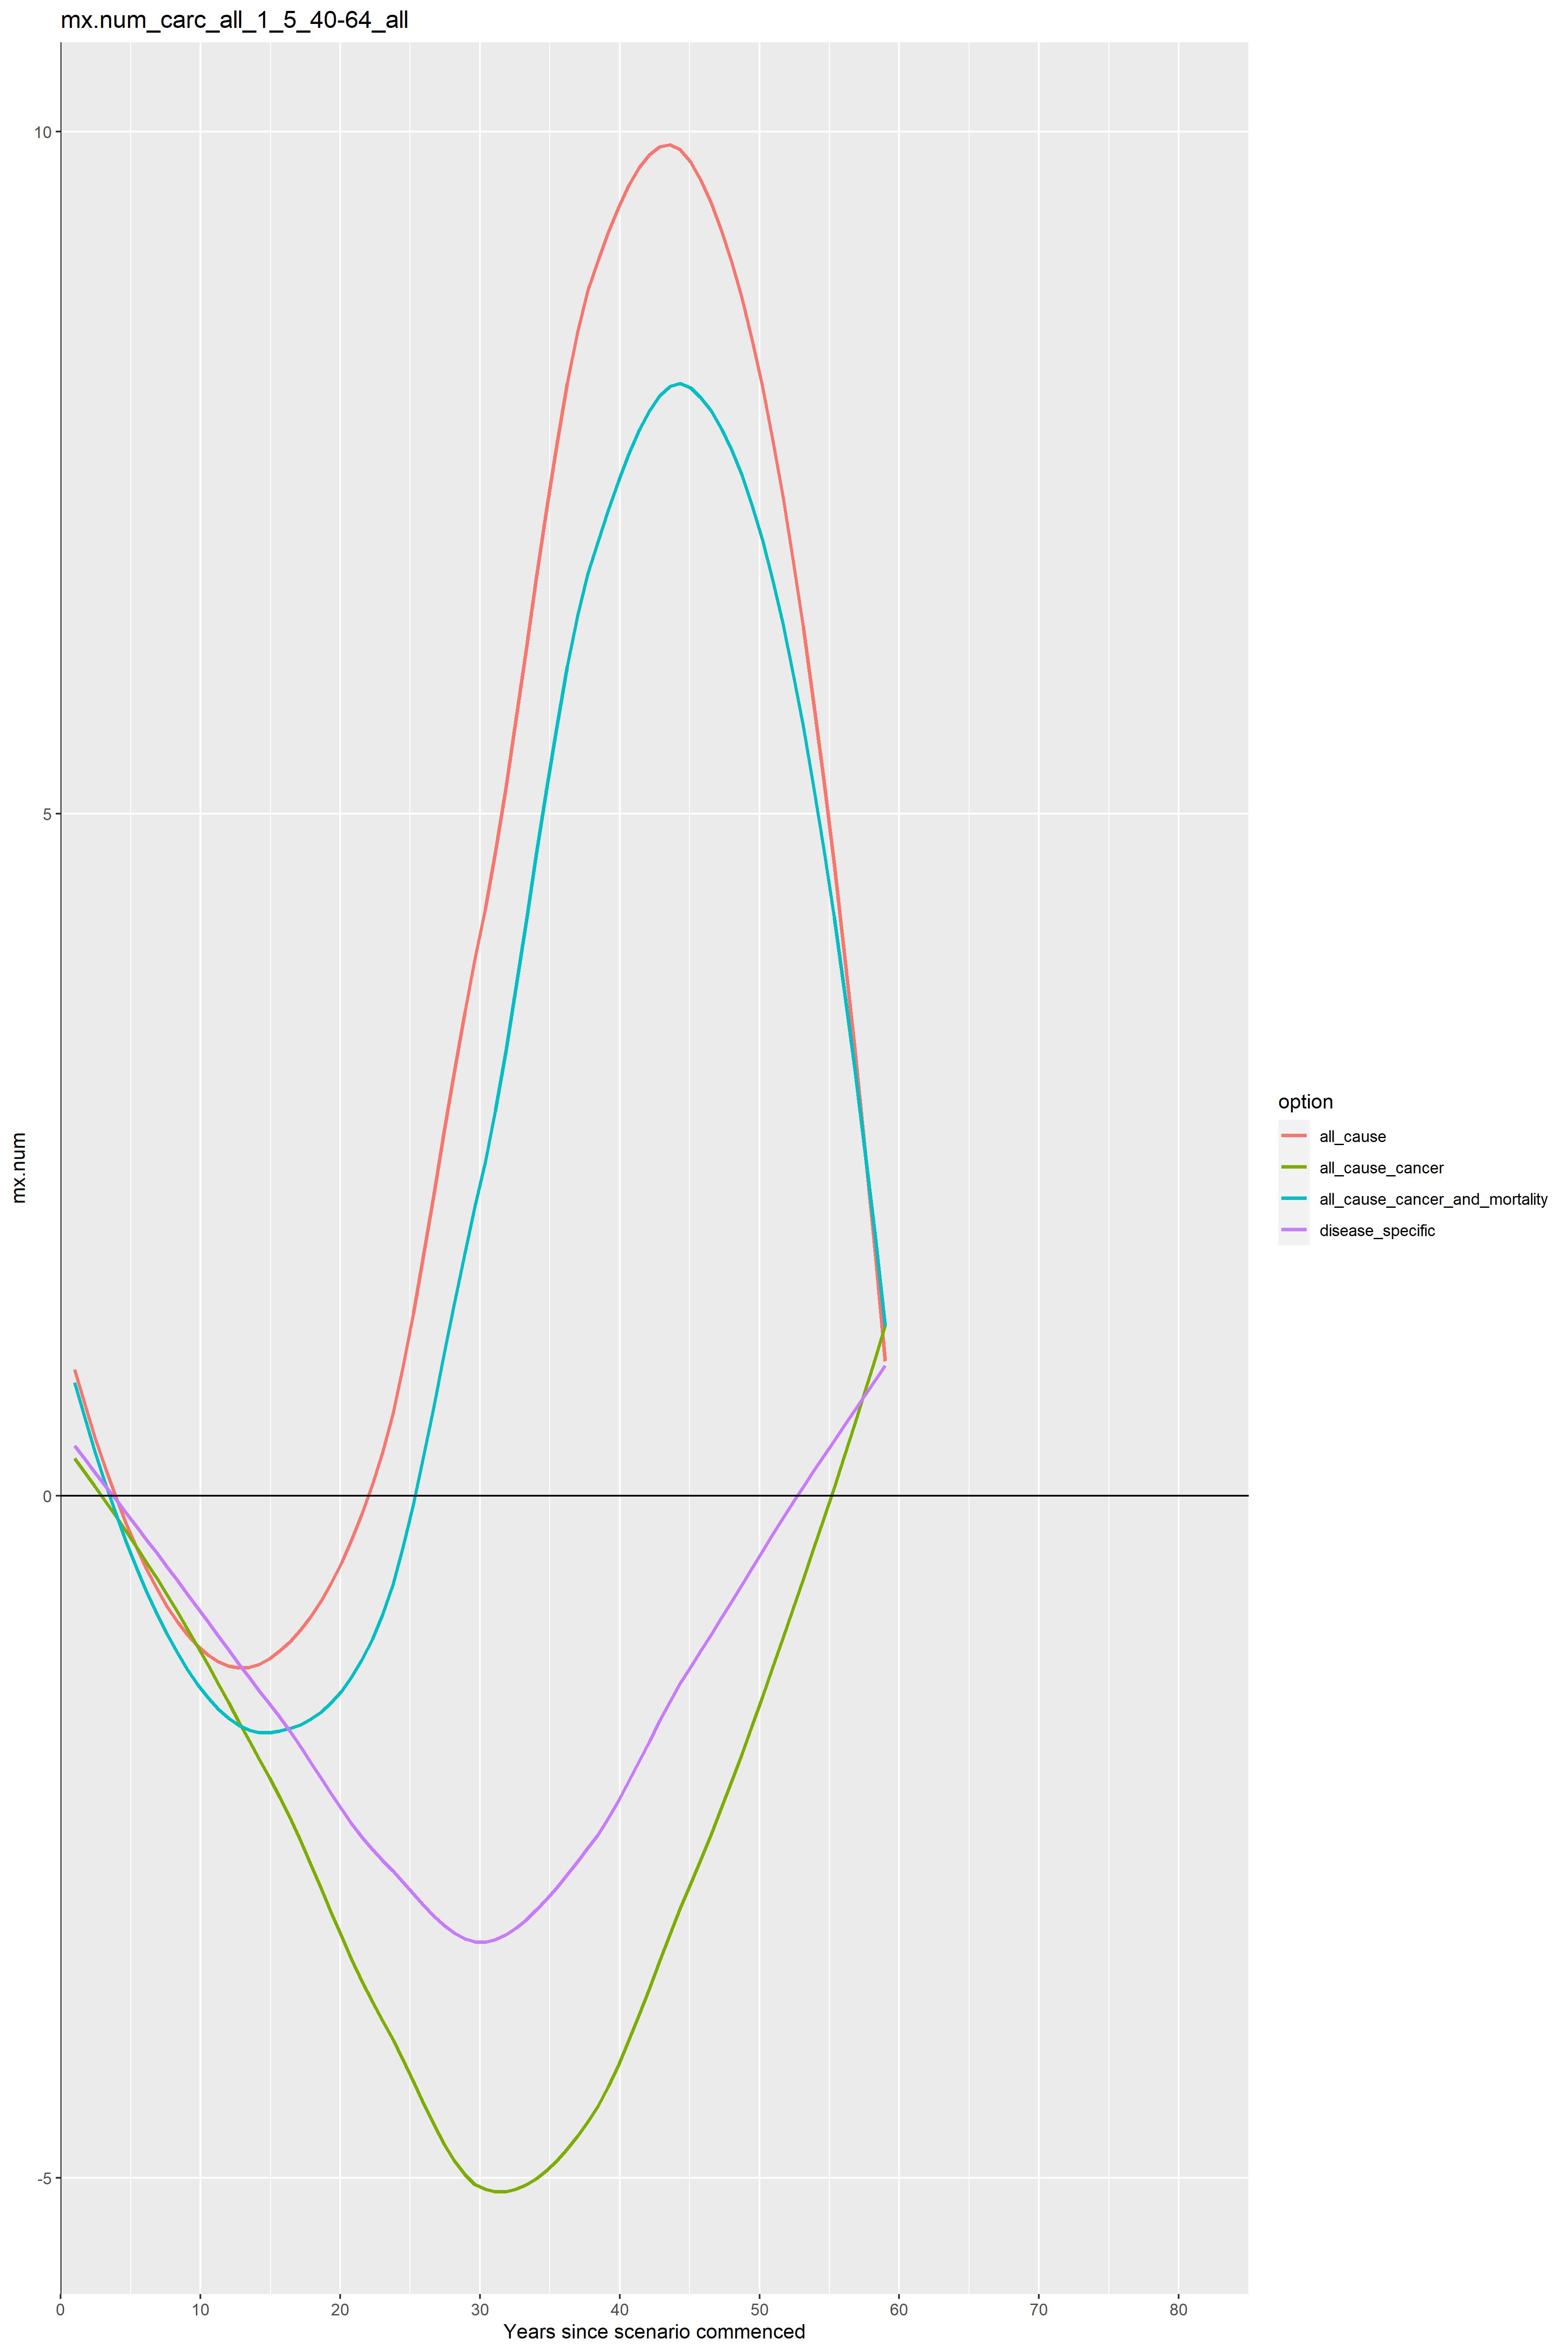 mx.num_carc_all_1_5_40-64_all
10
5
0
-5
mx.num
0 10 20 30 40 50 60 70 80
Years since scenario commenced
option
all_cause
all_cause_cancer
all_cause_cancer_and_mortality
disease_specific